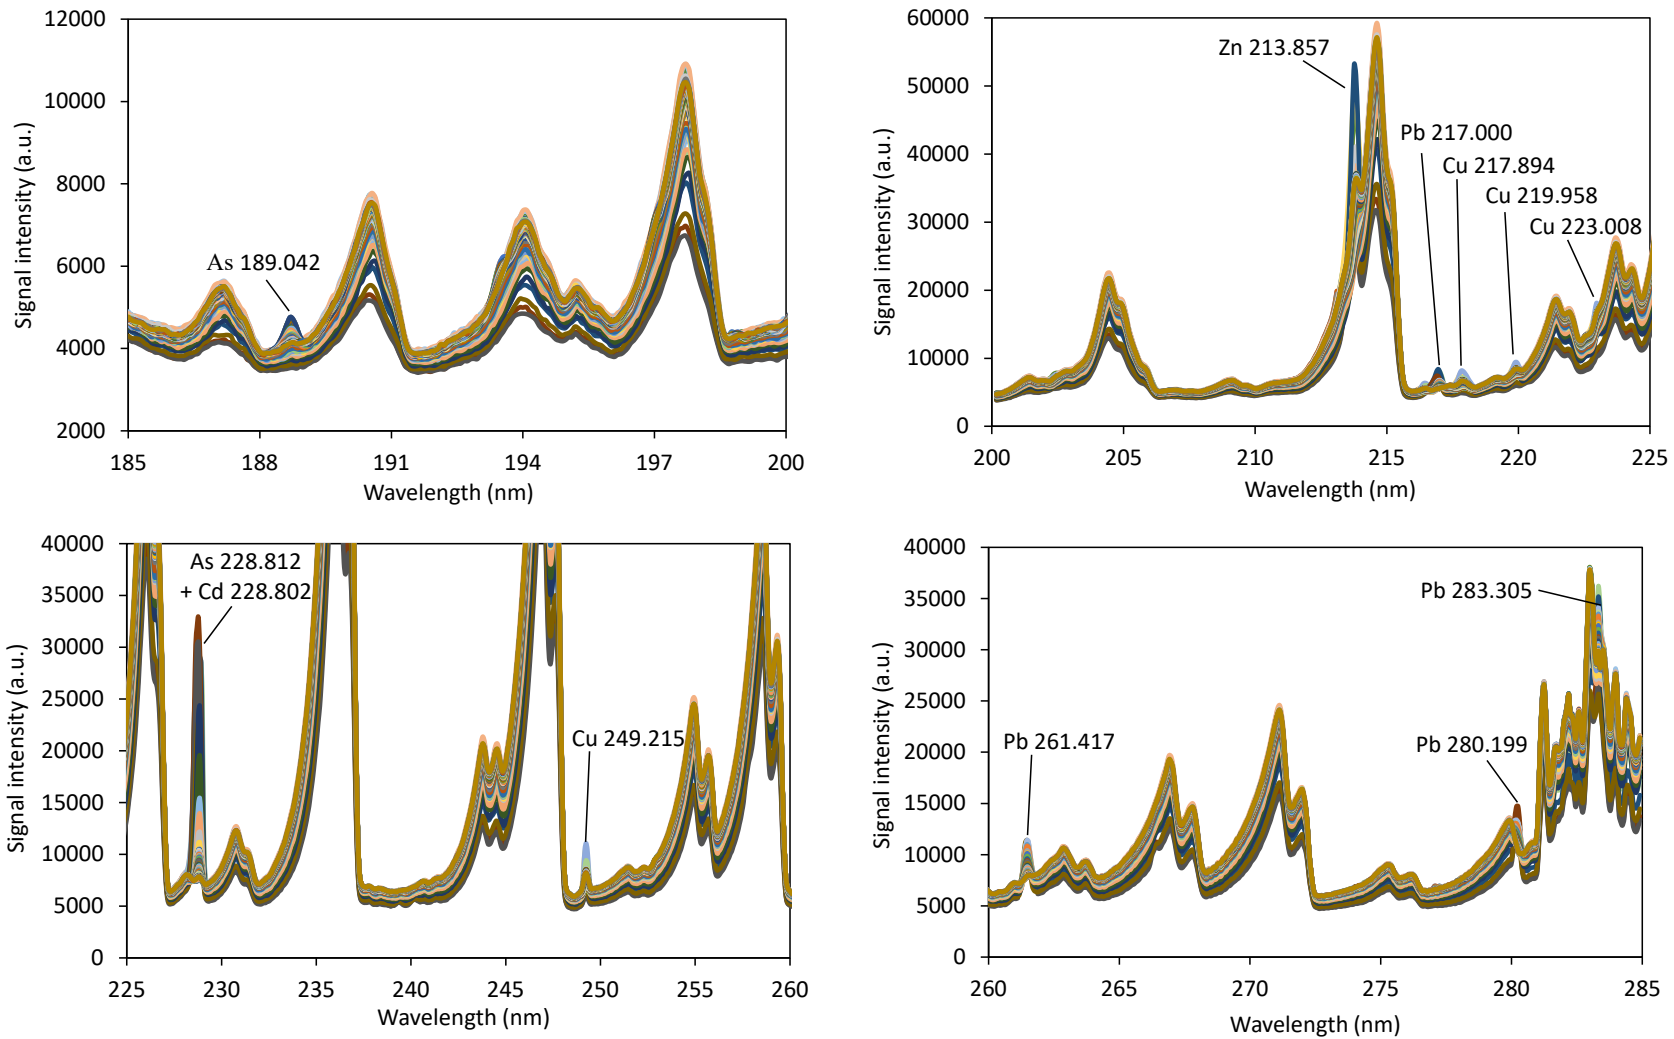 12000
10000
8000
6000
4000
2000
Signal intensity (a.u.)
As 189.042
185
188
191
194
197
200
Wavelength (nm)
60000
50000
40000
30000
20000
10000
0
Signal intensity (a.u.)
Zn 213.857
Pb 217.000
Cu 217.894
Cu 219.958
Cu 223.008
200
205
210
215
220
225
Wavelength (nm)
40000
35000
30000
25000
20000
15000
10000
5000
0
Signal intensity (a.u.)
As 228.812
+ Cd 228.802
Cu 249.215
225
230
235
240
245
250
255
260
Wavelength (nm)
40000
35000
30000
25000
20000
15000
10000
5000
0
Signal intensity (a.u.)
Pb 283.305
Pb 261.417
Pb 280.199
260
265
270
275
280
285
Wavelength (nm)